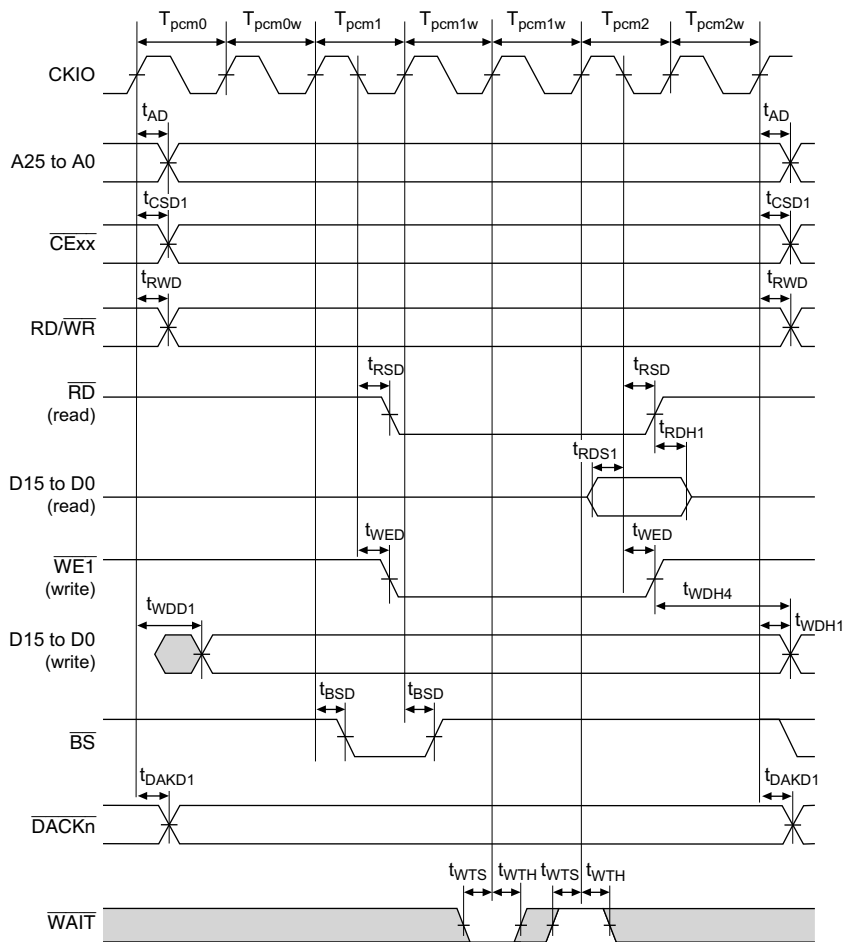 Tpcm0 Tpcm0w Tpcm1 Tpcm1w Tpcm1w Tpcm2 Tpcm2w
CKIO
tAD tAD
A25 to A0
tCSD1 tCSD1
CExx
tRWD tRWD
RD/WR
tRSD tRSD
RD
(read)
tRDH1
tRDS1
D15 to D0
(read)
tWED tWED
WE1
(write)
tWDH4
tWDD1
tWDH1
D15 to D0
(write)
tBSD tBSD
BS
tDAKD1 tDAKD1
DACKn
tWTS tWTH tWTS tWTH
WAIT